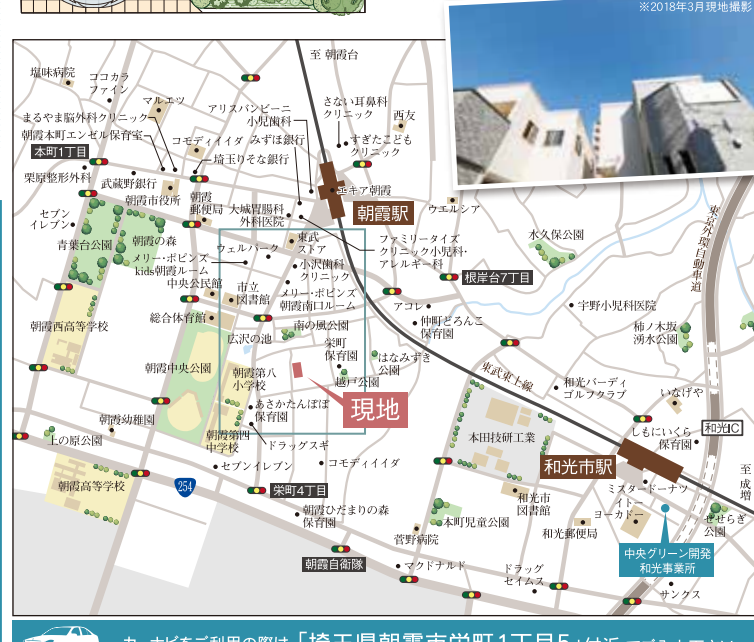 ※2018年3月現地撮影
至 朝霞台
塩味病院
ココカラ
ファイン
マルエツ
アリスバンビーニ
小児歯科
さない耳鼻科
クリニック
西友
まるやま脳外科クリニック
朝霞本町エンゼル保育室
コモディイイダ
みずほ銀行
すぎたこども
クリニック
本町1丁目
埼玉りそな銀行
栗原整形外科
武蔵野銀行
朝霞市役所
朝霞
郵便局
大城胃腸科
外科医院
エキア朝霞
朝霞駅
ウエルシア
セブン
イレブン
青葉台公園
朝霞の森
ウェルパーク
東武
ストア
ファミリータイズ
クリニック小児科・
アレルギー科
水久保公園
東京外環自動車道
メリー・ポピンズ
kids朝霞ルーム
小沢歯科
クリニック
根岸台7丁目
中央公民館
市立
図書館
メリー・ポピンズ
朝霞南口ルーム
アコレ
宇野小児科医院
総合体育館
仲町どろんこ
保育園
朝霞西高等学校
広沢の池
南の風公園
柿ノ木坂
湧水公園
栄町
保育園
はなみずき
公園
朝霞中央公園
朝霞第八
小学校
越戸公園
東武東上線
和光バーディ
ゴルフクラブ
いなげや
あさかたんぽぽ
保育園
現地
朝霞幼稚園
しもにいくら
保育園
和光IC
上の原公園
朝霞第四
中学校
ドラッグスギ
本田技研工業
和光市駅
セブンイレブン
コモディイイダ
至
成
増
朝霞高等学校
254
栄町4丁目
ミスタードーナツ
イトー
ヨーカドー
和光市
図書館
朝霞ひだまりの森
保育園
本町児童公園
せせらぎ
公園
菅野病院
和光郵便局
朝霞自衛隊
中央グリーン開発
和光事業所
マクドナルド
ドラッグ
セイムス
サンクス